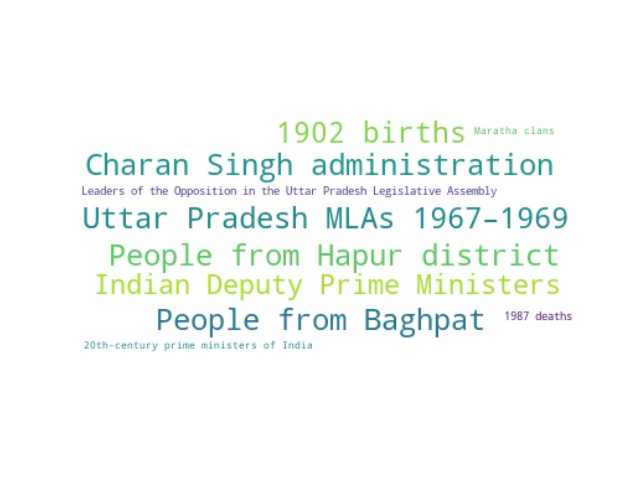 1902 births Maratha clans
Charan Singh administration
Leaders of the Opposition in the Uttar Pradesh Legislative Assembly
Uttar Pradesh MLAs 1967–1969
People from Hapur district
Indian Deputy Prime Ministers
People from Baghpat 1987 deaths
20th-century prime ministers of India